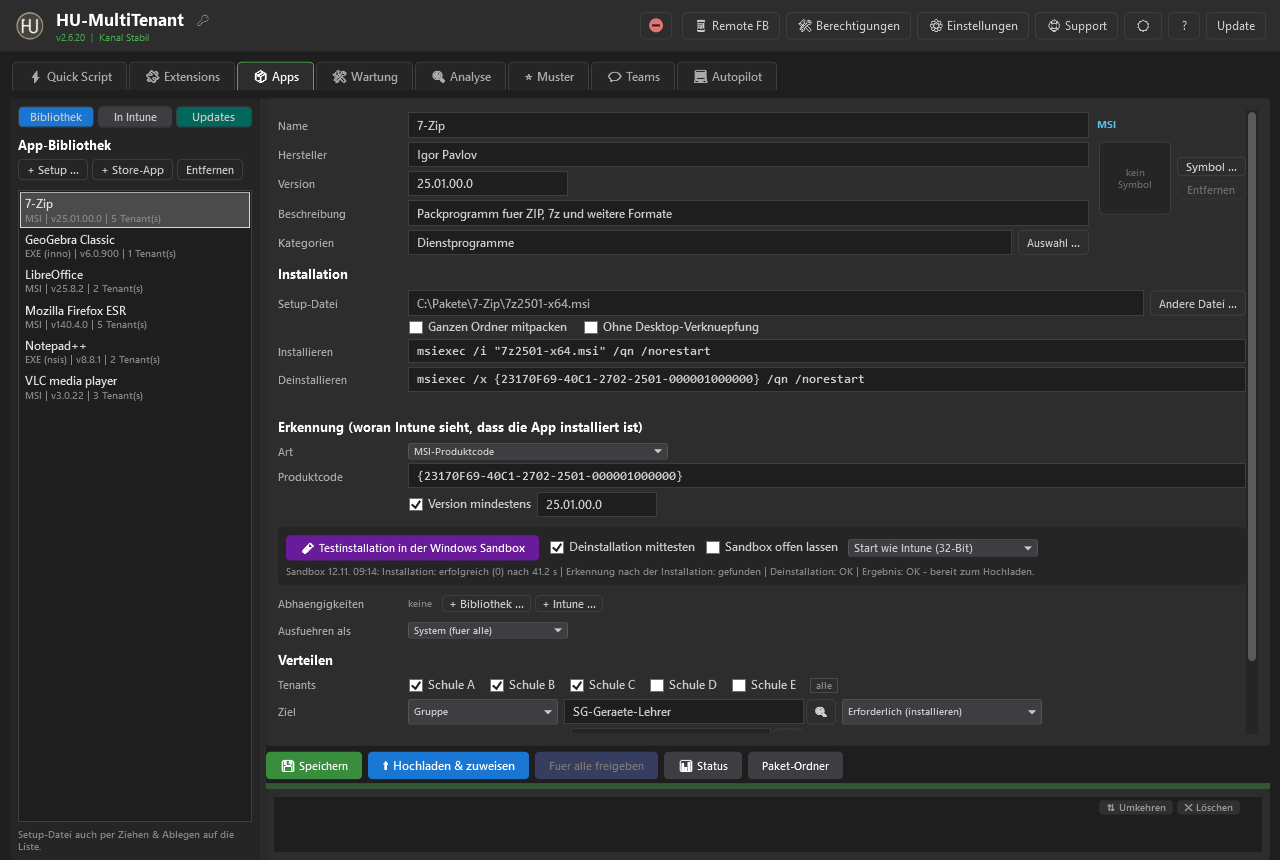 HU
HU-MultiTenant
v2.6.20 | Kanal Stabil
Remote FB
Berechtigungen
Einstellungen
Support
?
Update
Quick Script
Extensions
Apps
Wartung
Analyse
Muster
Teams
Autopilot
Bibliothek
In Intune
Updates
App-Bibliothek
+ Setup ...
+ Store-App
Entfernen
7-Zip
MSI | v25.01.00.0 | 5 Tenant(s)
GeoGebra Classic
EXE (inno) | v6.0.900 | 1 Tenant(s)
LibreOffice
MSI | v25.8.2 | 2 Tenant(s)
Mozilla Firefox ESR
MSI | v140.4.0 | 5 Tenant(s)
Notepad++
EXE (nsis) | v8.8.1 | 2 Tenant(s)
VLC media player
MSI | v3.0.22 | 3 Tenant(s)
Setup-Datei auch per Ziehen & Ablegen auf die
Liste.
Name
7-Zip
MSI
Hersteller
Igor Pavlov
kein
Symbol
Symbol ...
Entfernen
Version
25.01.00.0
Beschreibung
Packprogramm fuer ZIP, 7z und weitere Formate
Kategorien
Dienstprogramme
Auswahl ...
Installation
Setup-Datei
C:\Pakete\7-Zip\7z2501-x64.msi
Andere Datei ...
Ganzen Ordner mitpacken
Ohne Desktop-Verknuepfung
Installieren
msiexec /i "7z2501-x64.msi" /qn /norestart
Deinstallieren
msiexec /x {23170F69-40C1-2702-2501-000001000000} /qn /norestart
Erkennung (woran Intune sieht, dass die App installiert ist)
Art
MSI-Produktcode
Produktcode
{23170F69-40C1-2702-2501-000001000000}
Version mindestens
25.01.00.0
Testinstallation in der Windows Sandbox
Deinstallation mittesten
Sandbox offen lassen
Start wie Intune (32-Bit)
Sandbox 12.11. 09:14: Installation: erfolgreich (0) nach 41.2 s | Erkennung nach der Installation: gefunden | Deinstallation: OK | Ergebnis: OK - bereit zum Hochladen.
Abhaengigkeiten
keine
+ Bibliothek ...
+ Intune ...
Ausfuehren als
System (fuer alle)
Verteilen
Tenants
Schule A
Schule B
Schule C
Schule D
Schule E
alle
Ziel
Gruppe
SG-Geraete-Lehrer
Erforderlich (installieren)
Speichern
Hochladen & zuweisen
Fuer alle freigeben
Status
Paket-Ordner
Umkehren
Löschen